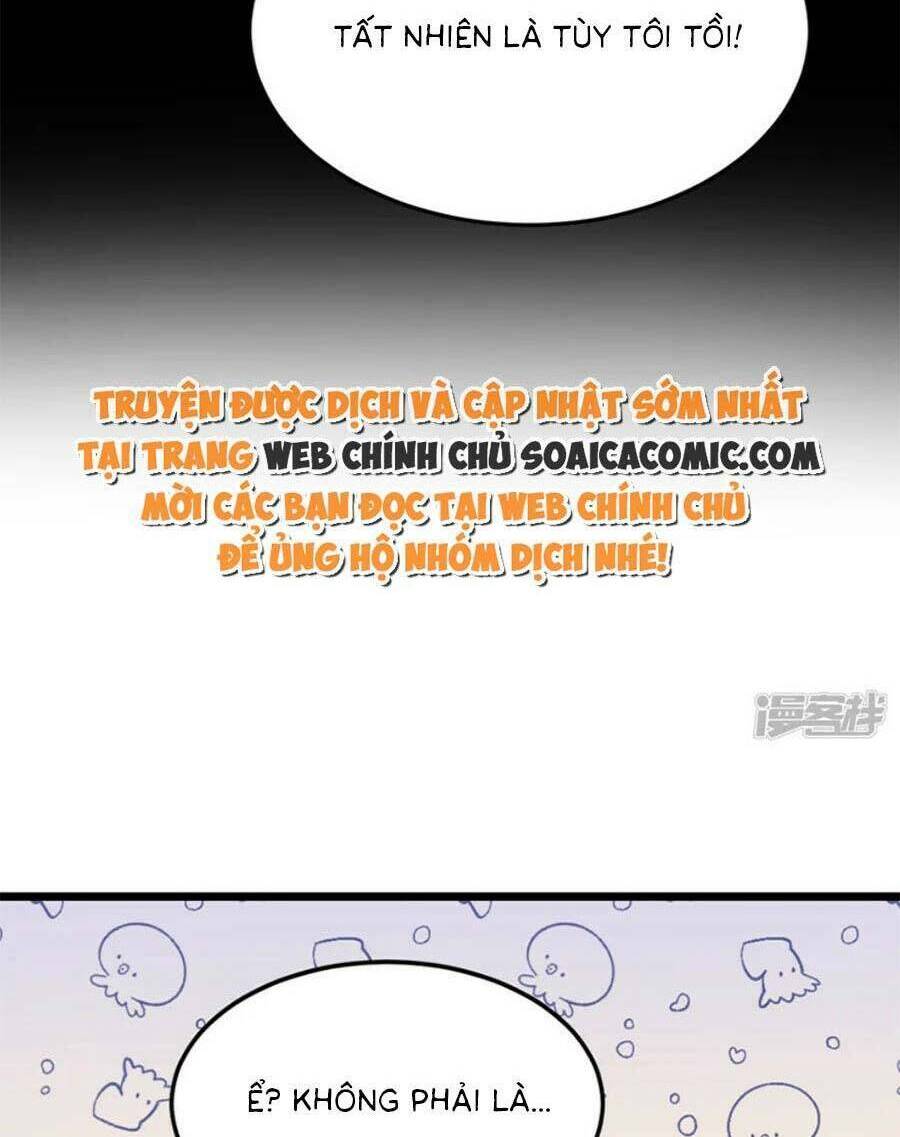 TẤT NHIÊN LÀ TÙY TÔI TỒI!
TRUYỆN ĐƯỢC DỊCH VÀ CẬP NHẬT SỚM NHẤT
TẠI TRANG WEB CHÍNH CHỦ SOAICACOMIC.COM
MỜI CÁC BẠN ĐỌC TẠI WEB CHÍNH CHỦ
ĐỂ ỦNG HỘ NHÓM DỊCH NHÉ!
漫客栈
Ể? KHÔNG PHẢI LÀ...